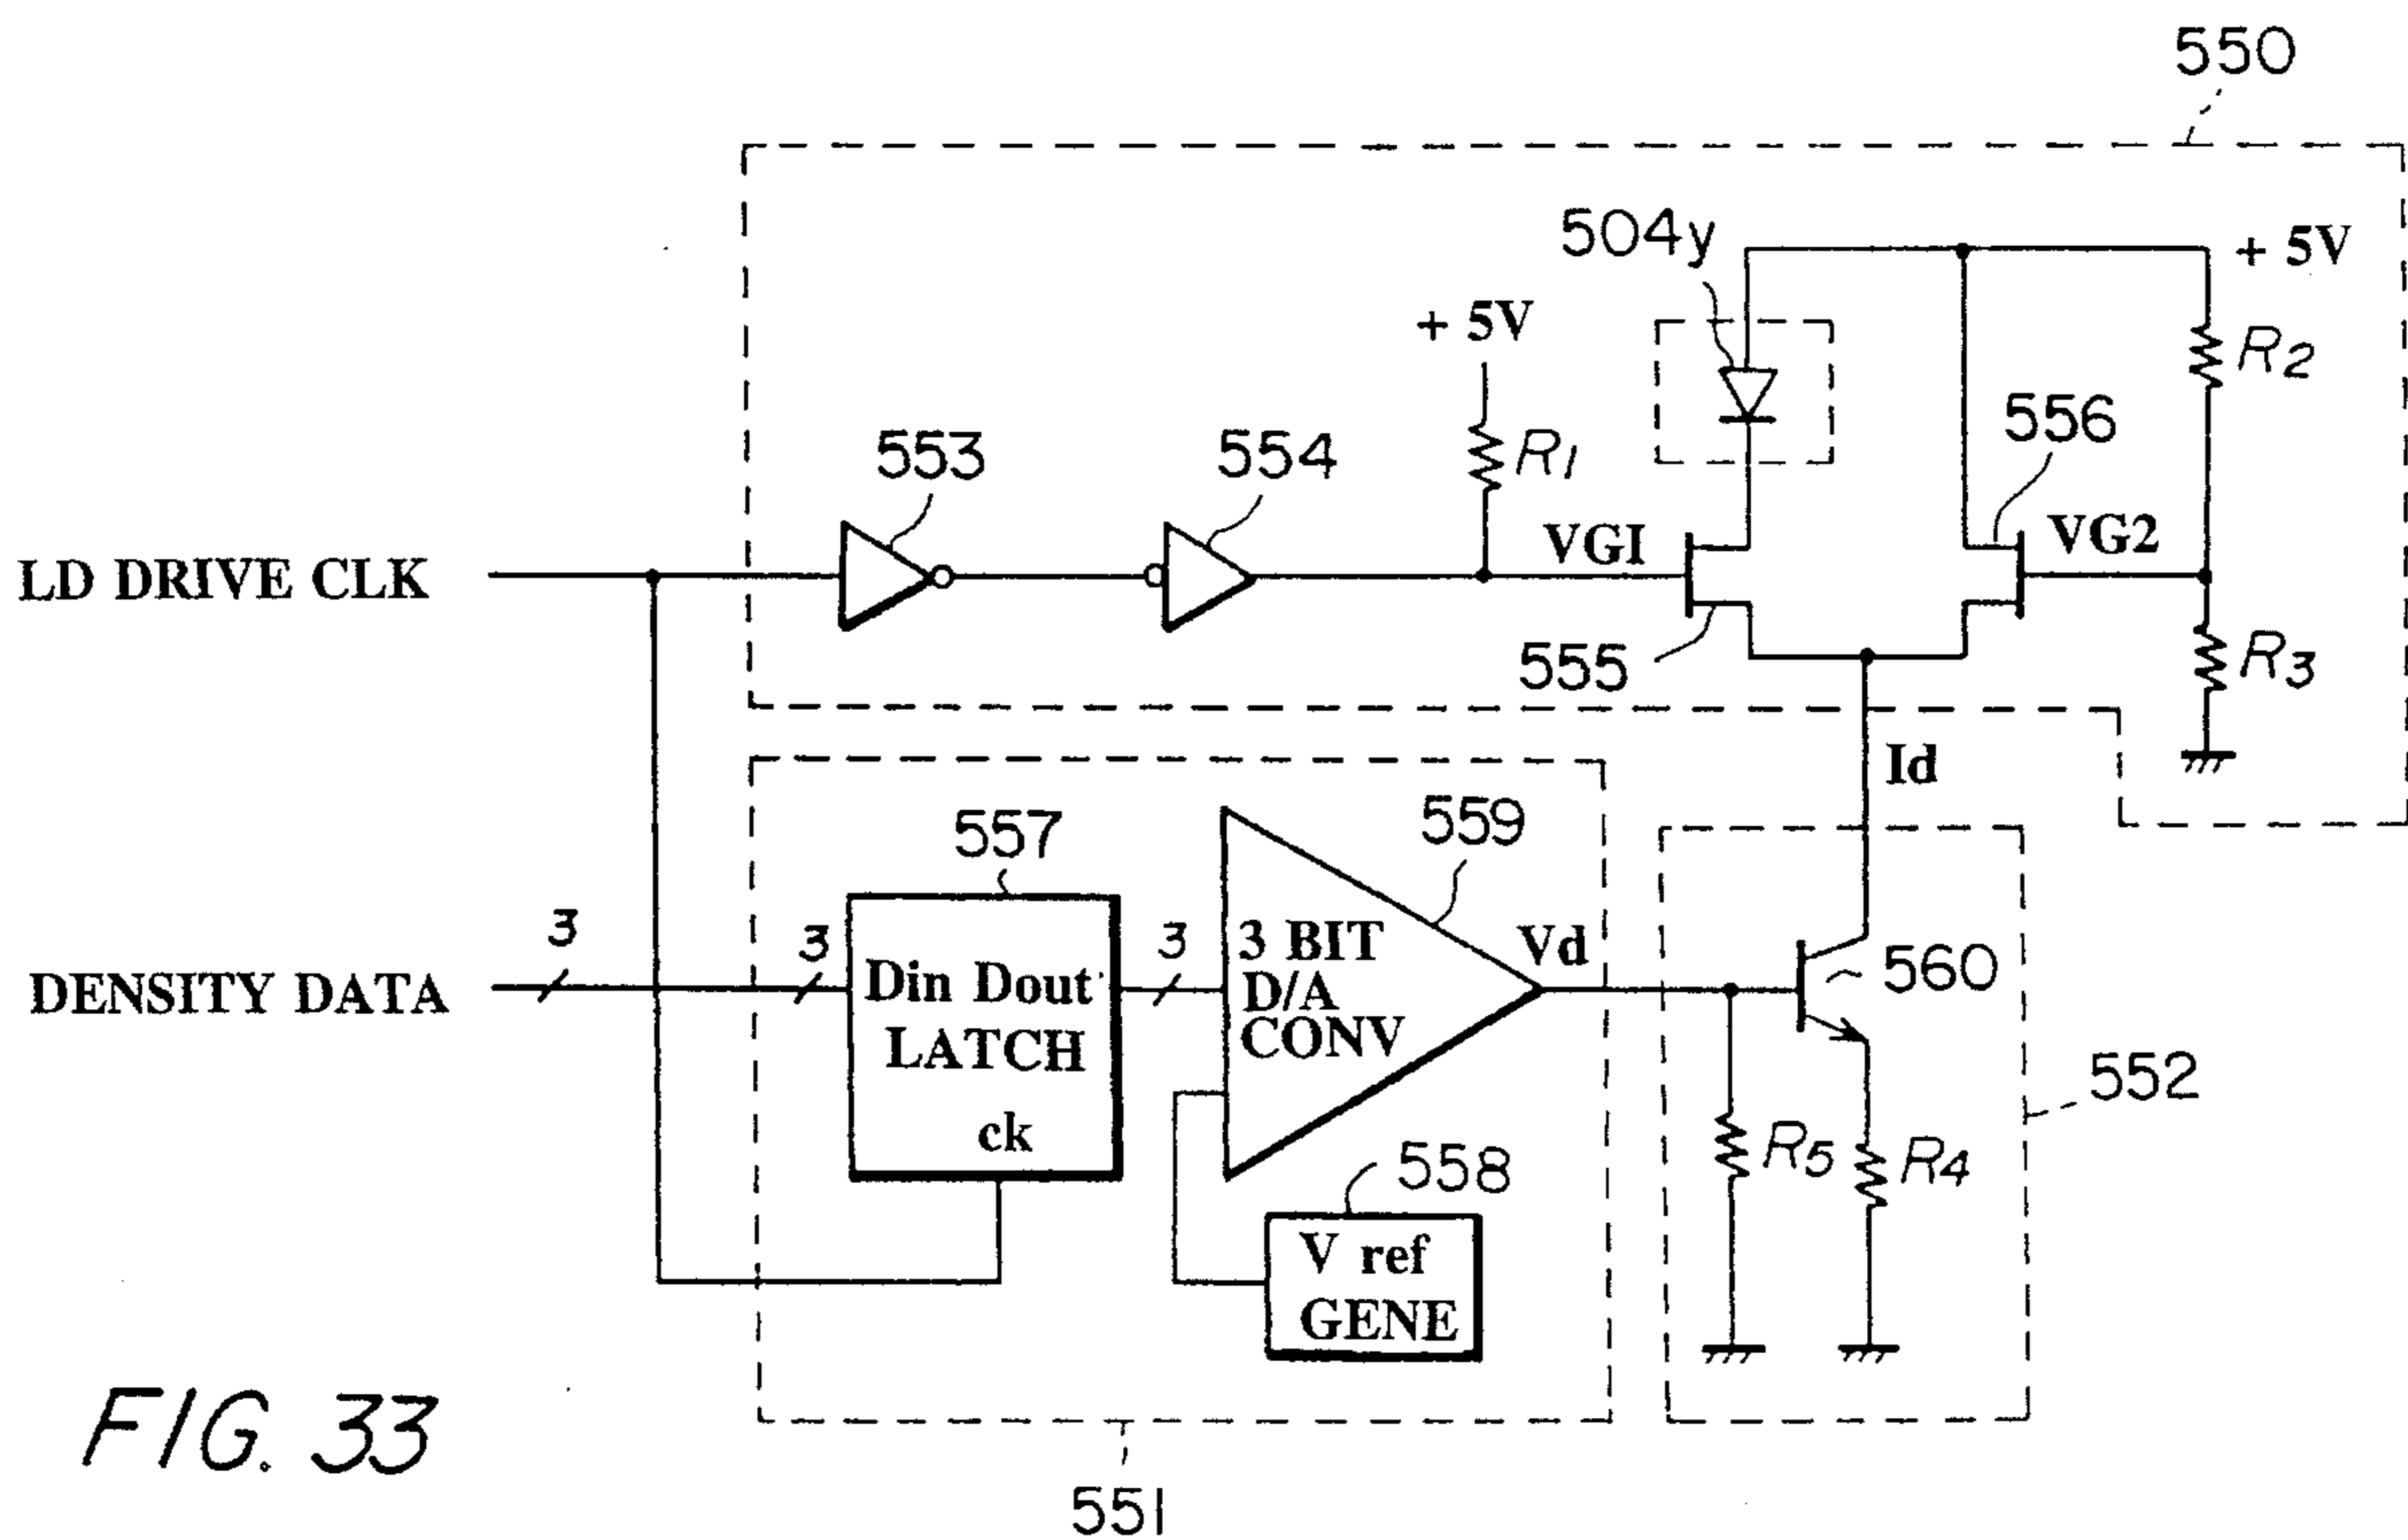 550
504y
+ 5V
+ 5V
R2
R1
556
553
554
VGI
VG2
LD DRIVE CLK
555
R3
Id
557
559
3
3
3
3 BIT
D/A
CONV
Vd
560
DENSITY DATA
Din Dout
LATCH
ck
552
R5
R4
558
V ref
GENE
FIG. 33
551